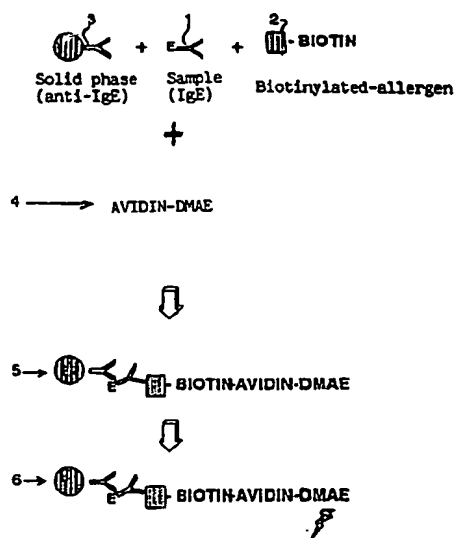 3 1 2
+ E + -BIOTIN
Solid phase Sample Biotinylated-allergen
(anti-IgE) (IgE)
+
4 AVIDIN-DMAE
5 E -BIOTIN-AVIDIN-DMAE
6 E -BIOTIN-AVIDIN-DMAE